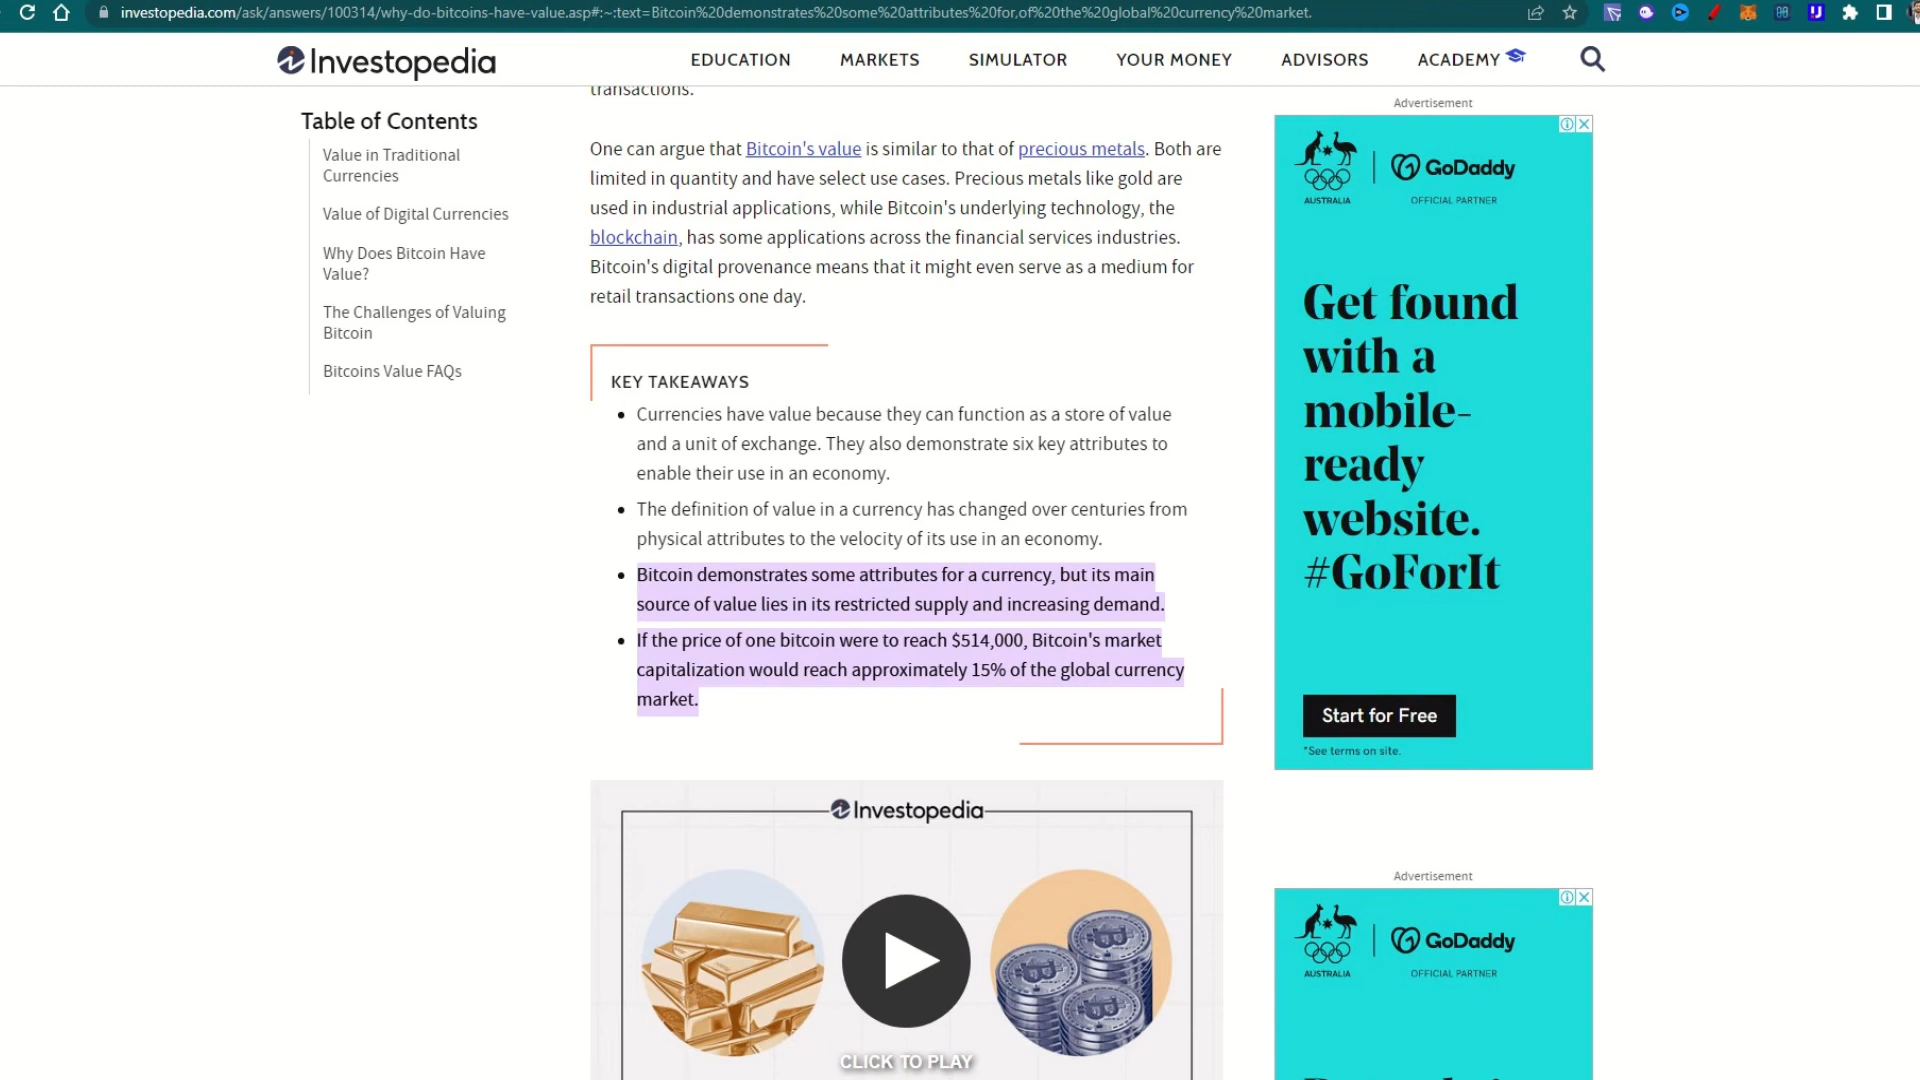 investopedia.com/ask/answers/100314/why-do-bitcoins-have-value.asp#:~:text=Bitcoin%20demonstrates%20some%20attributes%20for,of%20the%20global%20currency%20market.
Investopedia
EDUCATION MARKETS SIMULATOR YOUR MONEY ADVISORS ACADEMY
Table of Contents
Value in Traditional
Currencies
Value of Digital Currencies
Why Does Bitcoin Have
Value?
The Challenges of Valuing
Bitcoin
Bitcoins Value FAQs
transactions.
One can argue that Bitcoin's value is similar to that of precious metals. Both are
limited in quantity and have select use cases. Precious metals like gold are
used in industrial applications, while Bitcoin's underlying technology, the
blockchain, has some applications across the financial services industries.
Bitcoin's digital provenance means that it might even serve as a medium for
retail transactions one day.
KEY TAKEAWAYS
Currencies have value because they can function as a store of value
and a unit of exchange. They also demonstrate six key attributes to
enable their use in an economy.
The definition of value in a currency has changed over centuries from
physical attributes to the velocity of its use in an economy.
Bitcoin demonstrates some attributes for a currency, but its main
source of value lies in its restricted supply and increasing demand.
If the price of one bitcoin were to reach $514,000, Bitcoin's market
capitalization would reach approximately 15% of the global currency
market.
Investopedia
CLICK TO PLAY
Advertisement
AUSTRALIA
GoDaddy
OFFICIAL PARTNER
Get found
with a
mobile-
ready
website.
#GoForIt
Start for Free
*See terms on site.
Advertisement
AUSTRALIA
GoDaddy
OFFICIAL PARTNER